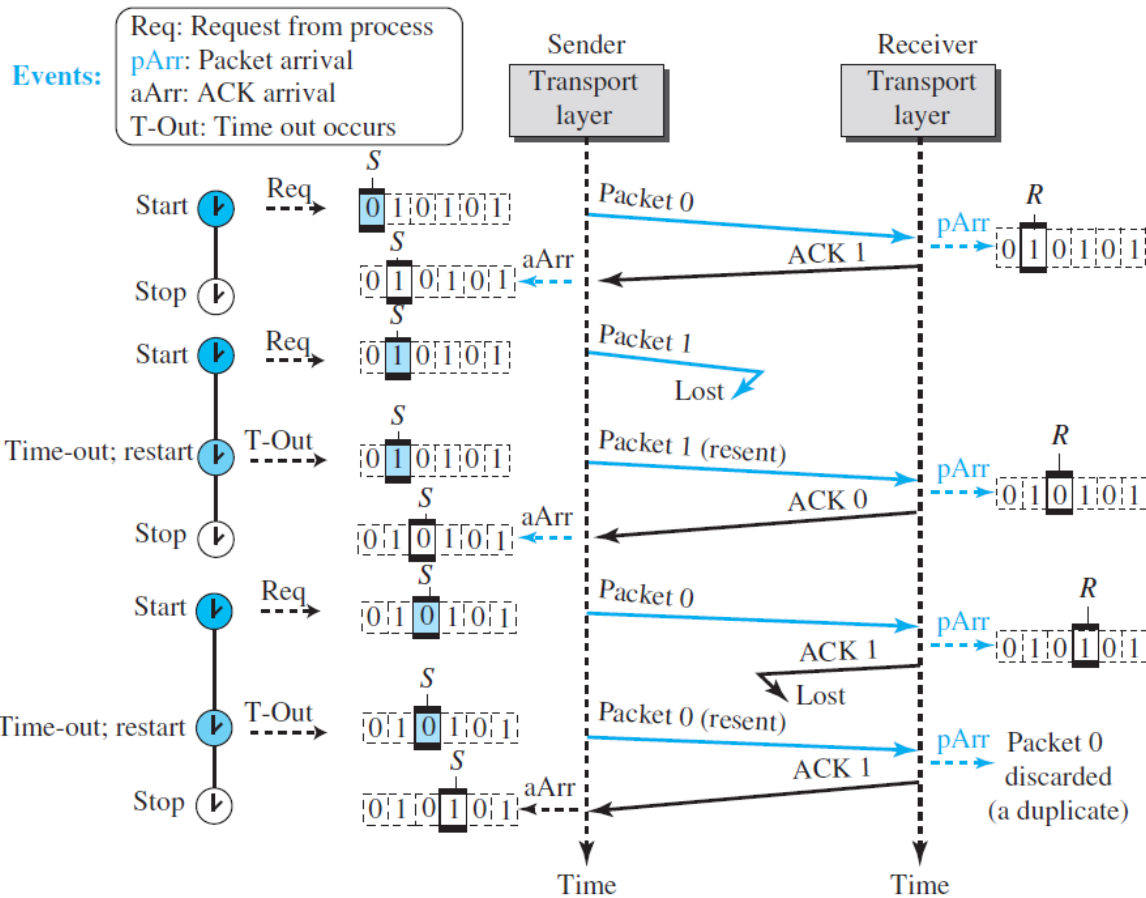 Events:
Req: Request from process
pArr: Packet arrival
aArr: ACK arrival
T-Out: Time out occurs
Sender
Transport
layer
Receiver
Transport
layer
Start
Req
S
0 1 0 1 0 1
Packet 0
pArr
R
0 1 0 1 0 1
Stop
S
0 1 0 1 0 1
aArr
ACK 1
Start
Req
S
0 1 0 1 0 1
Packet 1
Lost
Time-out; restart
T-Out
S
0 1 0 1 0 1
Packet 1 (resent)
pArr
R
0 1 0 1 0 1
Stop
S
0 1 0 1 0 1
aArr
ACK 0
Start
Req
S
0 1 0 1 0 1
Packet 0
pArr
R
0 1 0 1 0 1
ACK 1
Lost
Time-out; restart
T-Out
S
0 1 0 1 0 1
Packet 0 (resent)
pArr
Packet 0
discarded
(a duplicate)
Stop
S
0 1 0 1 0 1
aArr
ACK 1
Time
Time